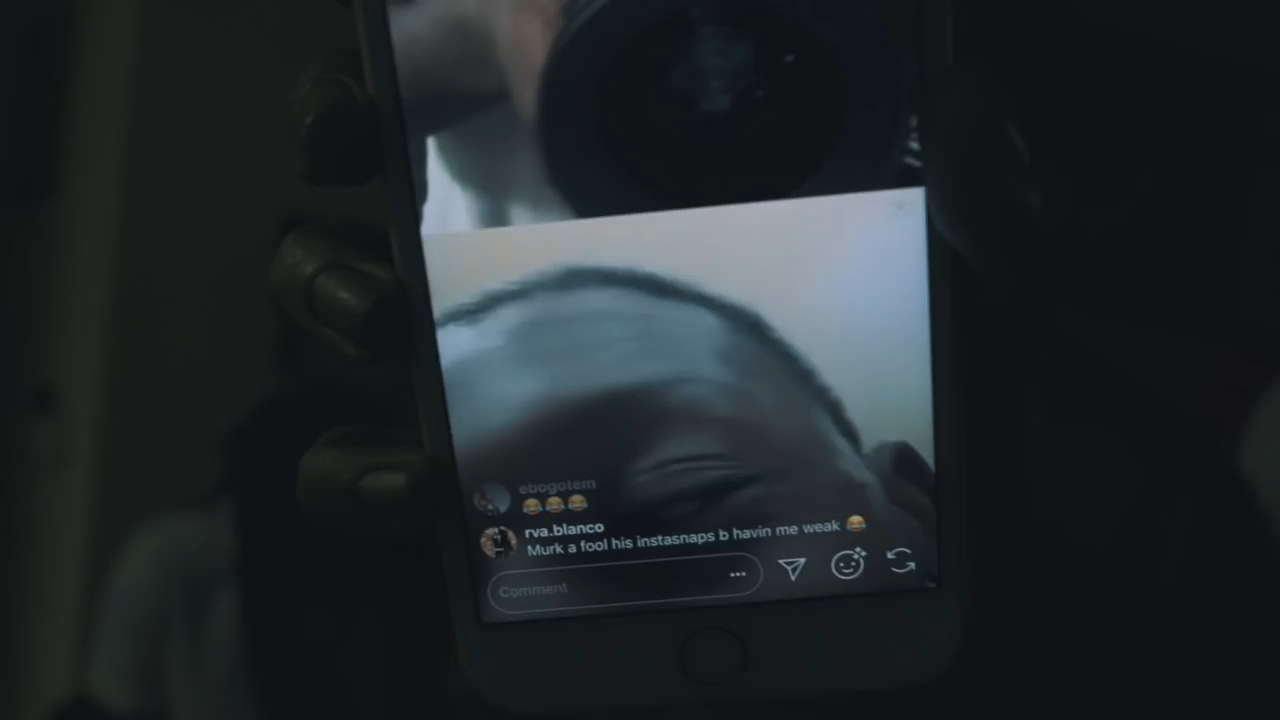 ebogotem
😂😂😂
rva.blanco
Murk a fool his instasnaps b havin me weak 😂
Comment